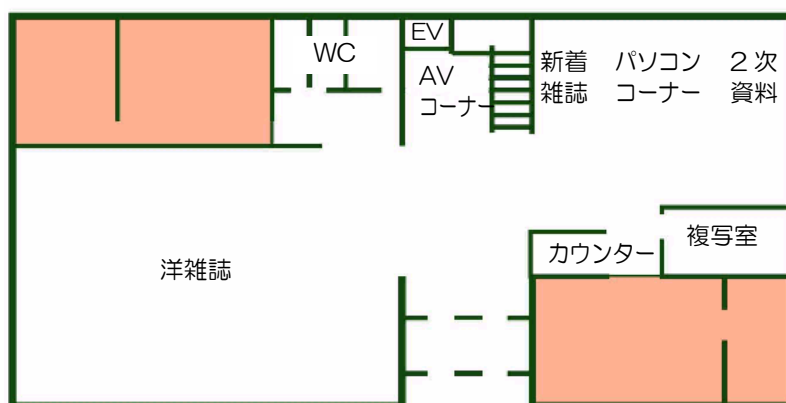 EV
WC
AV
コーナー
新着 パソコン 2次
雑誌 コーナー 資料
複写室
カウンター
洋雑誌